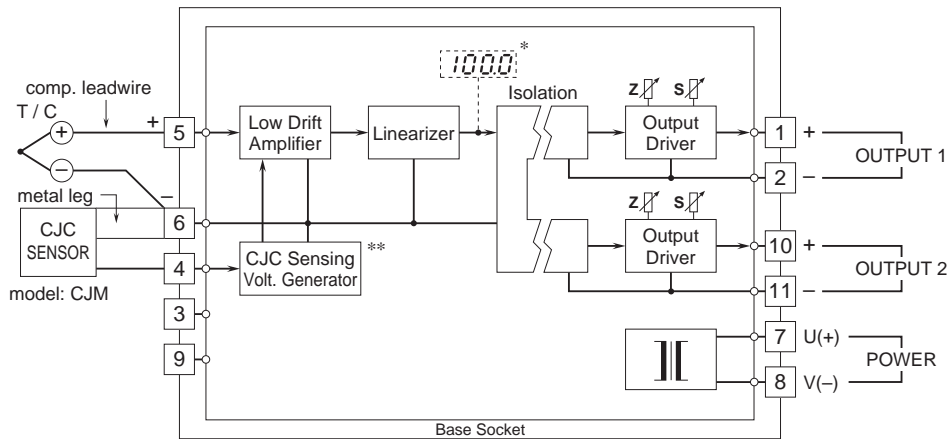 100.0 *
comp. leadwire
T / C
+
–
+
–
metal leg
CJC
SENSOR
model: CJM
5
6
4
3
9
Low Drift
Amplifier
Linearizer
CJC Sensing
Volt. Generator
**
Isolation
Z S
Output
Driver
Z S
Output
Driver
1 +
2 –
OUTPUT 1
10 +
11 –
OUTPUT 2
7 U(+)
8 V(–)
POWER
Base Socket